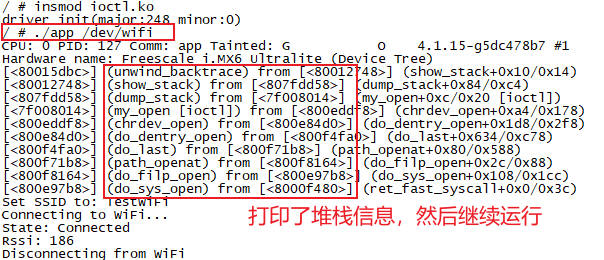 / # insmod ioctl.ko
driver init(major:248 minor:0)
/ # ./app /dev/wifi
CPU: 0 PID: 127 Comm: app Tainted: G O 4.1.15-g5dc478b7 #1
Hardware name: Freescale i.MX6 Ultralite (Device Tree)
[<80015dbc>] (unwind_backtrace) from [<80012748>] (show_stack+0x10/0x14)
[<80012748>] (show_stack) from [<807fdd58>] (dump_stack+0x84/0xc4)
[<807fdd58>] (dump_stack) from [<7f008014>] (my_open+0xc/0x20 [ioctl])
[<7f008014>] (my_open [ioctl]) from [<800eddf8>] (chrdev_open+0xa4/0x178)
[<800eddf8>] (chrdev_open) from [<800e84d0>] (do_dentry_open+0x1d8/0x2f8)
[<800e84d0>] (do_dentry_open) from [<800f4fa0>] (do_last+0x634/0xc78)
[<800f4fa0>] (do_last) from [<800f71b8>] (path_openat+0x80/0x588)
[<800f71b8>] (path_openat) from [<800f8164>] (do_filp_open+0x2c/0x88)
[<800f8164>] (do_filp_open) from [<800e97b8>] (do_sys_open+0x108/0x1cc)
[<800e97b8>] (do_sys_open) from [<8000f480>] (ret_fast_syscall+0x0/0x3c)
Set SSID to: TestWiFi
Connecting to WiFi...
打印了堆栈信息，然后继续运行
State: Connected
Rssi: 186
Disconnecting from WiFi